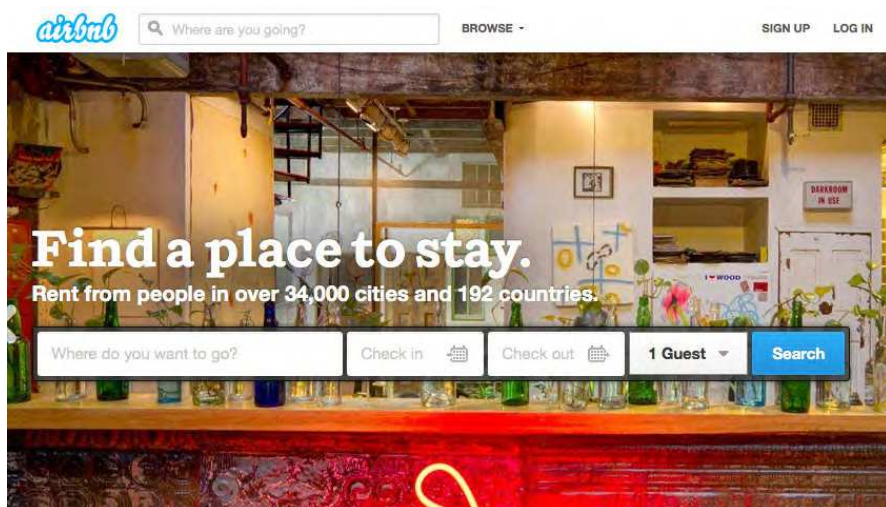 airbnb
Where are you going?
BROWSE
SIGN UP
LOG IN
DARKROOM
IN USE
Find a place to stay.
I ♥ WOOD
Rent from people in over 34,000 cities and 192 countries.
Where do you want to go?
Check in
Check out
1 Guest
Search